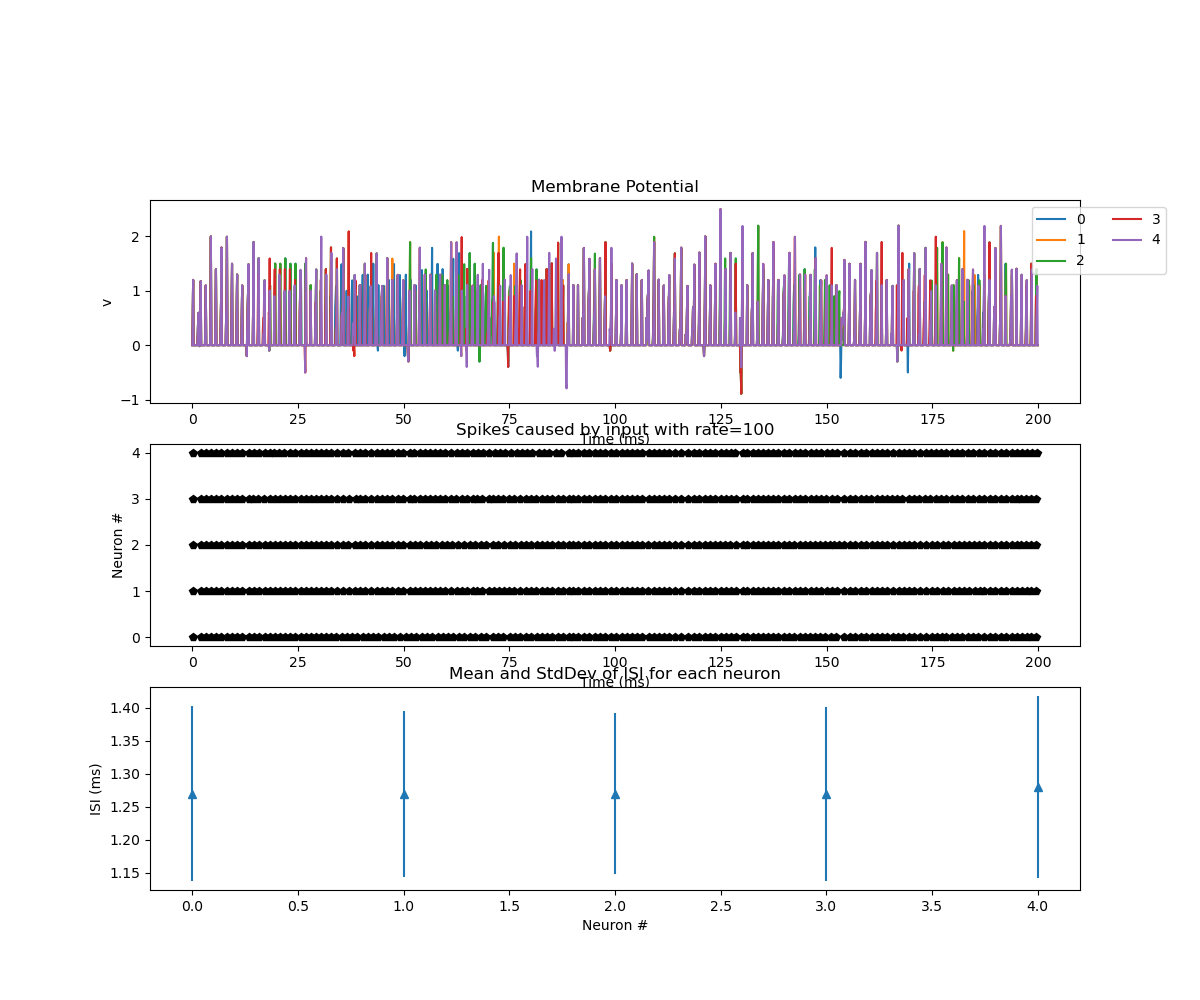 Membrane Potential
v
2
1
0
−1
0 1 2
3 4
0 25 50 75 100 125 150 175 200
Time (ms)
Spikes caused by input with rate=100
Neuron #
4
3
2
1
0
0 25 50 75 100 125 150 175 200
Time (ms)
Mean and StdDev of ISI for each neuron
ISI (ms)
1.40
1.35
1.30
1.25
1.20
1.15
0.0 0.5 1.0 1.5 2.0 2.5 3.0 3.5 4.0
Neuron #